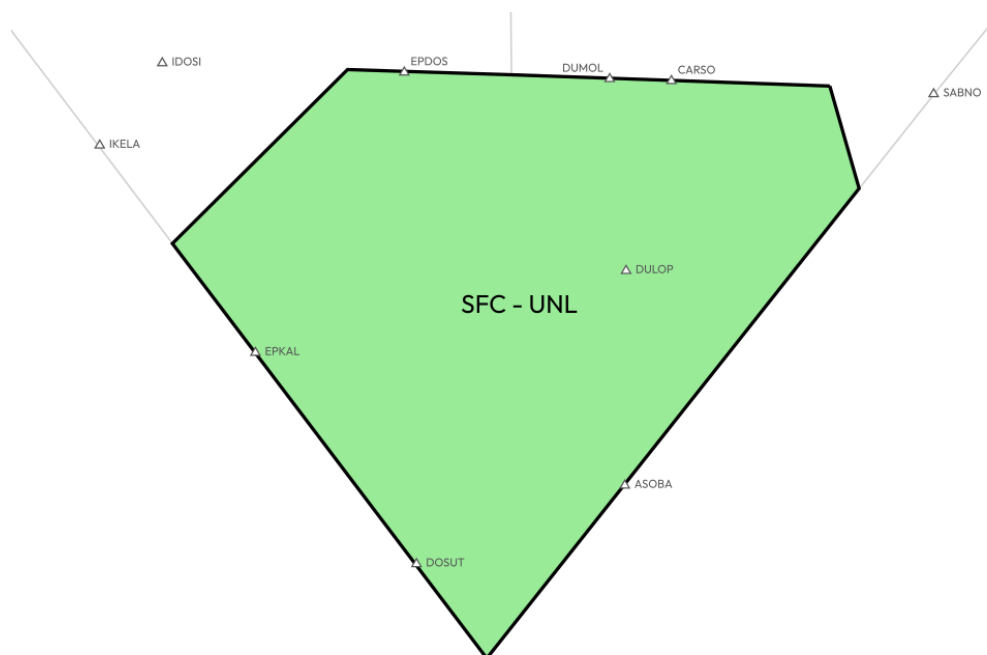 IDOSI
EPDOS
DUMOL
CARSO
SABNO
IKELA
DULOP
SFC - UNL
EPKAL
ASOBA
DOSUT